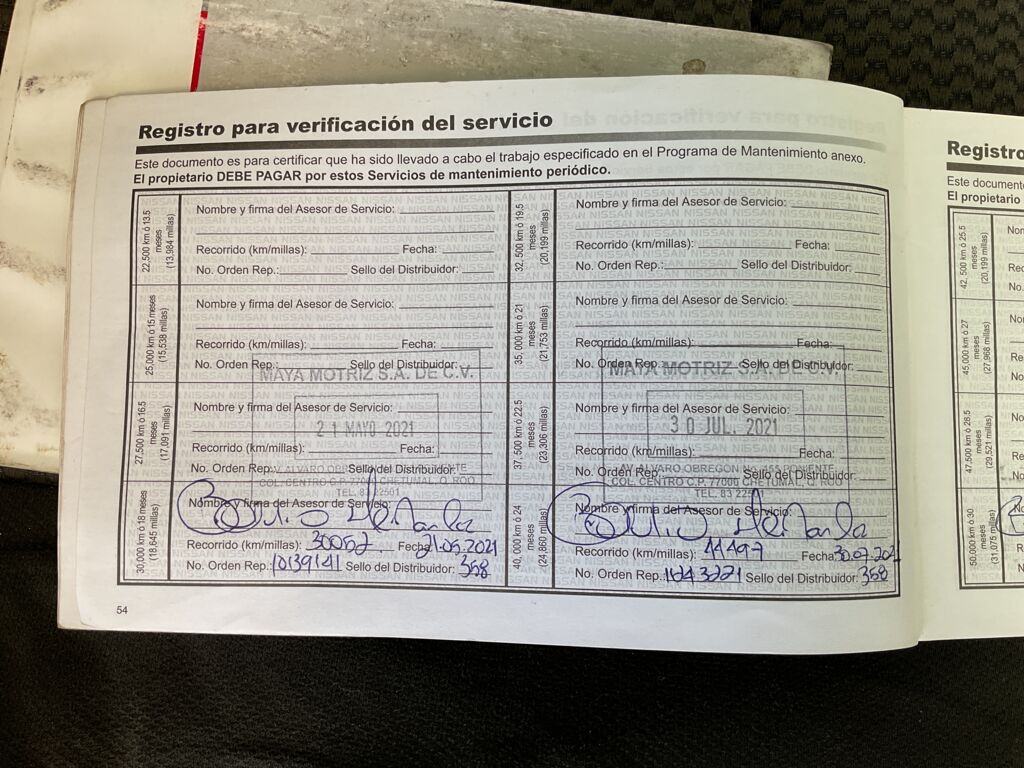 Registro para verificación del servicio
Este documento es para certificar que ha sido llevado a cabo el trabajo especificado en el Programa de Mantenimiento anexo.
El propietario DEBE PAGAR por estos Servicios de mantenimiento periódico.
22,500 km ó 13.5
meses
(13,984 millas)
Nombre y firma del Asesor de Servicio:
Recorrido (km/millas): Fecha:
No. Orden Rep.: Sello del Distribuidor:
25,000 km ó 15 meses
(15,538 millas)
Nombre y firma del Asesor de Servicio:
Recorrido (km/millas): Fecha:
No. Orden Rep.: Sello del Distribuidor:
MAYA MOTRIZ S.A. DE C.V.
27,500 km ó 16.5
meses
(17,091 millas)
Nombre y firma del Asesor de Servicio:
21 MAYO 2021
Recorrido (km/millas): Fecha:
No. Orden Rep.: Sello del Distribuidor:
COL. CENTRO C.P. 77000 CHETUMAL, Q. ROO
30,000 km ó 18 meses
(18,645 millas)
Nombre y firma del Asesor de Servicio:
Recorrido (km/millas): 30052 Fecha 21.05.2021
No. Orden Rep.: 10139141 Sello del Distribuidor: 358
32,500 km ó 19.5
meses
(20,199 millas)
Nombre y firma del Asesor de Servicio:
Recorrido (km/millas): Fecha:
No. Orden Rep.: Sello del Distribuidor:
35,000 km ó 21
meses
(21,753 millas)
Nombre y firma del Asesor de Servicio:
Recorrido (km/millas): Fecha:
No. Orden Rep.: Sello del Distribuidor:
MAYA MOTRIZ S.A. DE C.V.
37,500 km ó 22.5
meses
(23,306 millas)
Nombre y firma del Asesor de Servicio:
30 JUL. 2021
Recorrido (km/millas): Fecha:
No. Orden Rep.: Sello del Distribuidor:
AV. ALVARO OBREGON PONIENTE
COL. CENTRO C.P. 77000 CHETUMAL, Q. ROO
40,000 km ó 24
meses
(24,860 millas)
Nombre y firma del Asesor de Servicio:
Recorrido (km/millas): Fecha 30.07.202
No. Orden Rep.: Sello del Distribuidor: 358
54
Registro
Este document
El propietario
42,500 km ó 25.5
meses
(20,199 millas)
45,000 km ó 27
meses
(27,968 millas)
47,500 km ó 28.5
meses
(29,521 millas)
50,000 km ó 30
meses
(31,075 millas)